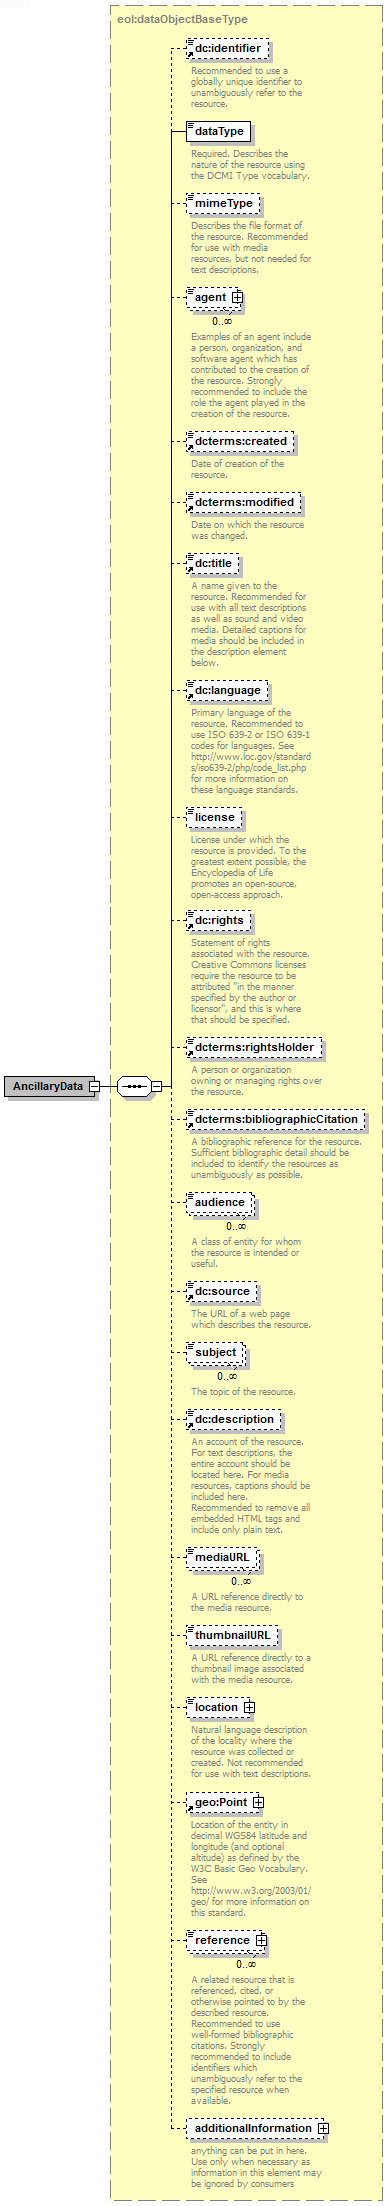 eol:dataObjectBaseType
dc:identifier
Recommended to use a
globally unique identifier to
unambiguously refer to the
resource.
dataType
Required. Describes the
nature of the resource using
the DCMI Type vocabulary.
mimeType
Describes the file format of
the resource. Recommended
for use with media
resources, but not needed for
text descriptions.
agent
0..∞
Examples of an agent include
a person, organization, and
software agent which has
contributed to the creation of
the resource. Strongly
recommended to include the
role the agent played in the
creation of the resource.
dcterms:created
Date of creation of the
resource.
dcterms:modified
Date on which the resource
was changed.
dc:title
A name given to the
resource. Recommended for
use with all text descriptions
as well as sound and video
media. Detailed captions for
media should be included in
the description element
below.
dc:language
Primary language of the
resource. Recommended to
use ISO 639-2 or ISO 639-1
codes for languages. See
http://www.loc.gov/standard
s/iso639-2/php/code_list.php
for more information on
these language standards.
license
License under which the
resource is provided. To the
greatest extent possible, the
Encyclopedia of Life
promotes an open-source,
open-access approach.
dc:rights
Statement of rights
associated with the resource.
Creative Commons licenses
require the resource to be
attributed "in the manner
specified by the author or
licensor", and this is where
that should be specified.
dcterms:rightsHolder
A person or organization
owning or managing rights over
the resource.
AncillaryData
dcterms:bibliographicCitation
A bibliographic reference for the resource.
Sufficient bibliographic detail should be
included to identify the resources as
unambiguously as possible.
audience
0..∞
A class of entity for whom
the resource is intended or
useful.
dc:source
The URL of a web page
which describes the resource.
subject
0..∞
The topic of the resource.
dc:description
An account of the resource.
For text descriptions, the
entire account should be
located here. For media
resources, captions should be
included here.
Recommended to remove all
embedded HTML tags and
include only plain text.
mediaURL
0..∞
A URL reference directly to
the media resource.
thumbnailURL
A URL reference directly to a
thumbnail image associated
with the media resource.
location
Natural language description
of the locality where the
resource was collected or
created. Not recommended
for use with text descriptions.
geo:Point
Location of the entity in
decimal WGS84 latitude and
longitude (and optional
altitude) as defined by the
W3C Basic Geo Vocabulary.
See
http://www.w3.org/2003/01/
geo/ for more information on
this standard.
reference
0..∞
A related resource that is
referenced, cited, or
otherwise pointed to by the
described resource.
Recommended to use
well-formed bibliographic
citations. Strongly
recommended to include
identifiers which
unambiguously refer to the
specified resource when
available.
additionalInformation
anything can be put in here.
Use only when necessary as
information in this element may
be ignored by consumers